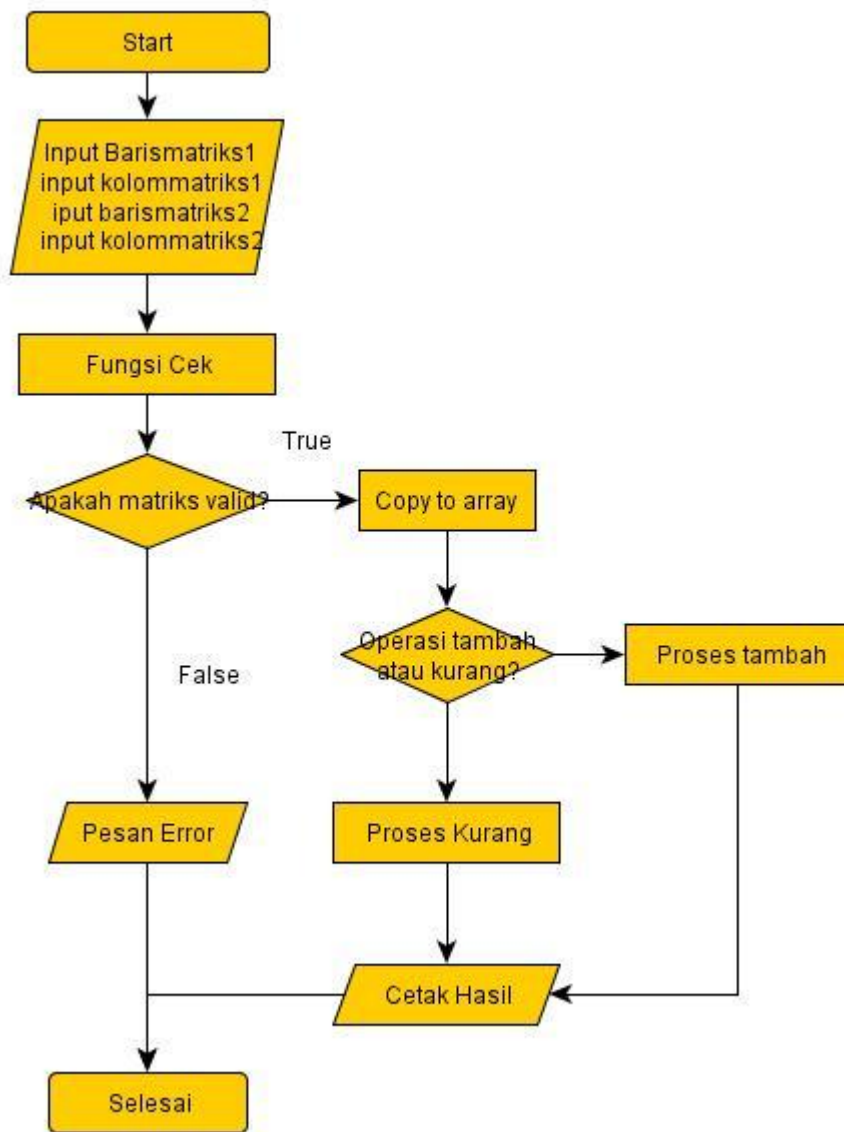 Start
Input Barismatriks1
input kolommatriks1
iput barismatriks2
input kolommatriks2
Fungsi Cek
True
Apakah matriks valid?
Copy to array
Operasi tambah
atau kurang?
Proses tambah
False
Pesan Error
Proses Kurang
Cetak Hasil
Selesai